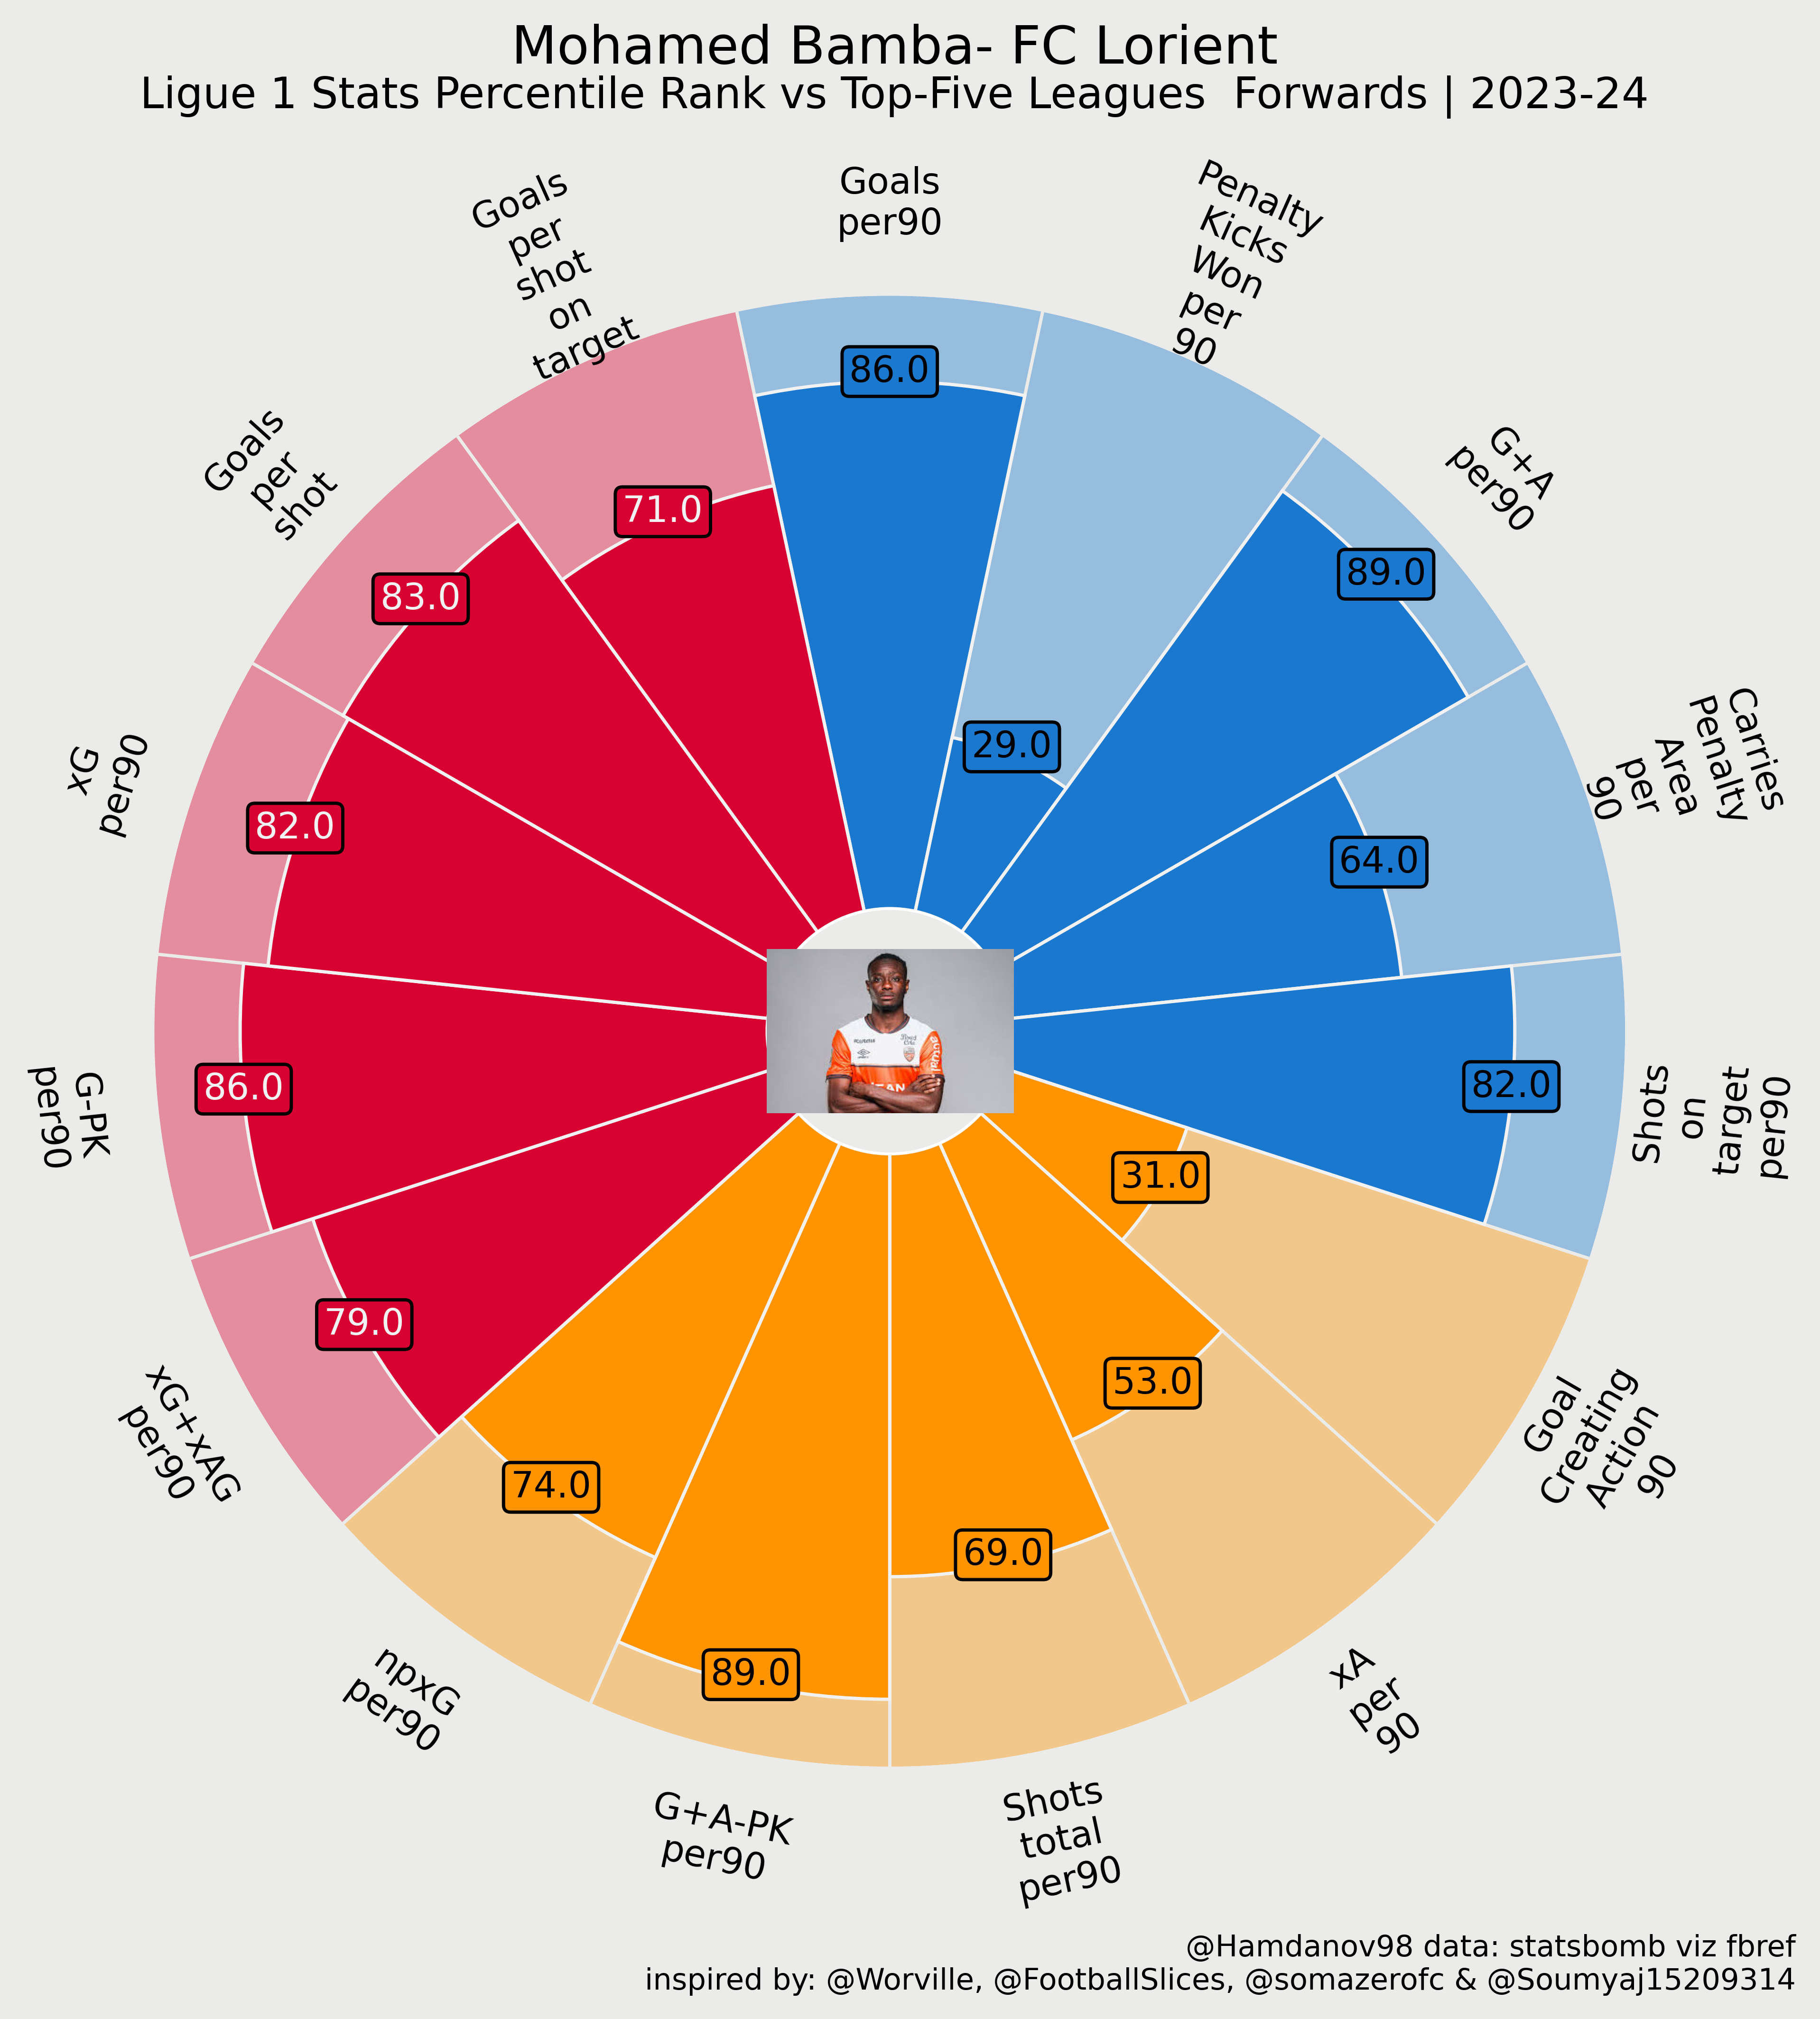 Mohamed Bamba- FC Lorient
Ligue 1 Stats Percentile Rank vs Top-Five Leagues  Forwards | 2023-24
Goals
per90
86.0
Penalty
Kicks
Won
per
90
29.0
G+A
per90
89.0
Carries
Penalty
Area
per
90
64.0
Shots
on
target
per90
82.0
Goal
Creating
Action
90
31.0
xA
per
90
53.0
Shots
total
per90
69.0
G+A-PK
per90
89.0
npxG
per90
74.0
xG+xAG
per90
79.0
G-PK
per90
86.0
xG
per90
82.0
Goals
per
shot
83.0
Goals
per
shot
on
target
71.0
@Hamdanov98 data: statsbomb viz fbref
inspired by: @Worville, @FootballSlices, @somazerofc & @Soumyaj15209314